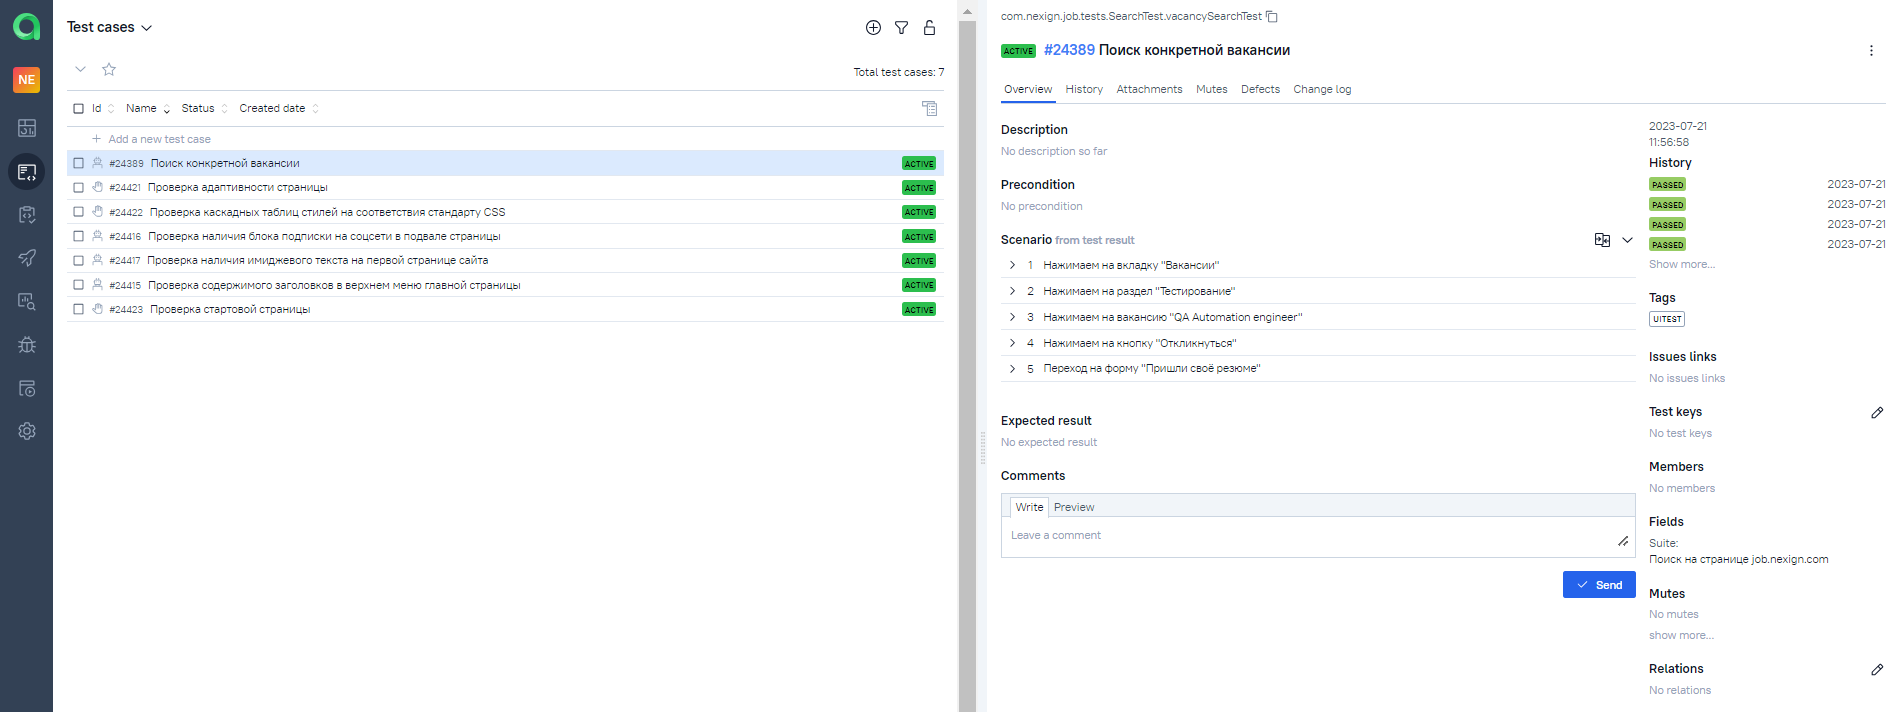 NE
Test cases
Total test cases: 7
Id Name Status Created date
+ Add a new test case
#24389 Поиск конкретной вакансии ACTIVE
#24421 Проверка адаптивности страницы ACTIVE
#24422 Проверка каскадных таблиц стилей на соответствия стандарту CSS ACTIVE
#24416 Проверка наличия блока подписки на соцсети в подвале страницы ACTIVE
#24417 Проверка наличия имиджевого текста на первой странице сайта ACTIVE
#24415 Проверка содержимого заголовков в верхнем меню главной страницы ACTIVE
#24423 Проверка стартовой страницы ACTIVE
com.nexign.job.tests.SearchTest.vacancySearchTest
ACTIVE #24389 Поиск конкретной вакансии
Overview History Attachments Mutes Defects Change log
Description
No description so far
Precondition
No precondition
Scenario from test result
1 Нажимаем на вкладку "Вакансии"
2 Нажимаем на раздел "Тестирование"
3 Нажимаем на вакансию "QA Automation engineer"
4 Нажимаем на кнопку "Откликнуться"
5 Переход на форму "Пришли своё резюме"
Expected result
No expected result
Comments
Write Preview
Leave a comment
Send
2023-07-21
11:56:58
History
PASSED 2023-07-21
PASSED 2023-07-21
PASSED 2023-07-21
PASSED 2023-07-21
Show more...
Tags
UITEST
Issues links
No issues links
Test keys
No test keys
Members
No members
Fields
Suite:
Поиск на странице job.nexign.com
Mutes
No mutes
show more...
Relations
No relations